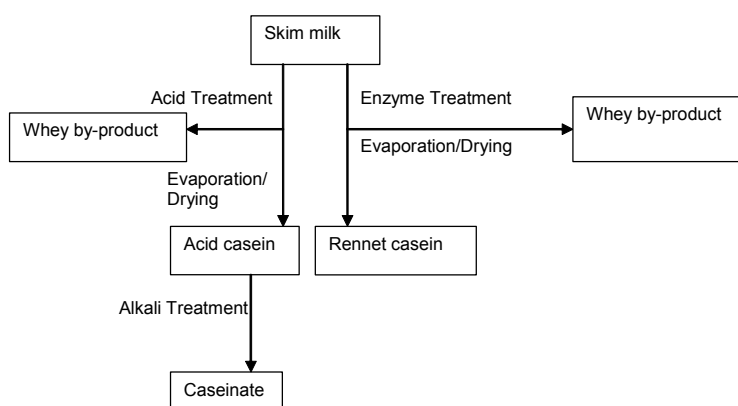 Skim milk
Acid Treatment
Enzyme Treatment
Whey by-product
Whey by-product
Evaporation/Drying
Evaporation/
Drying
Acid casein
Rennet casein
Alkali Treatment
Caseinate